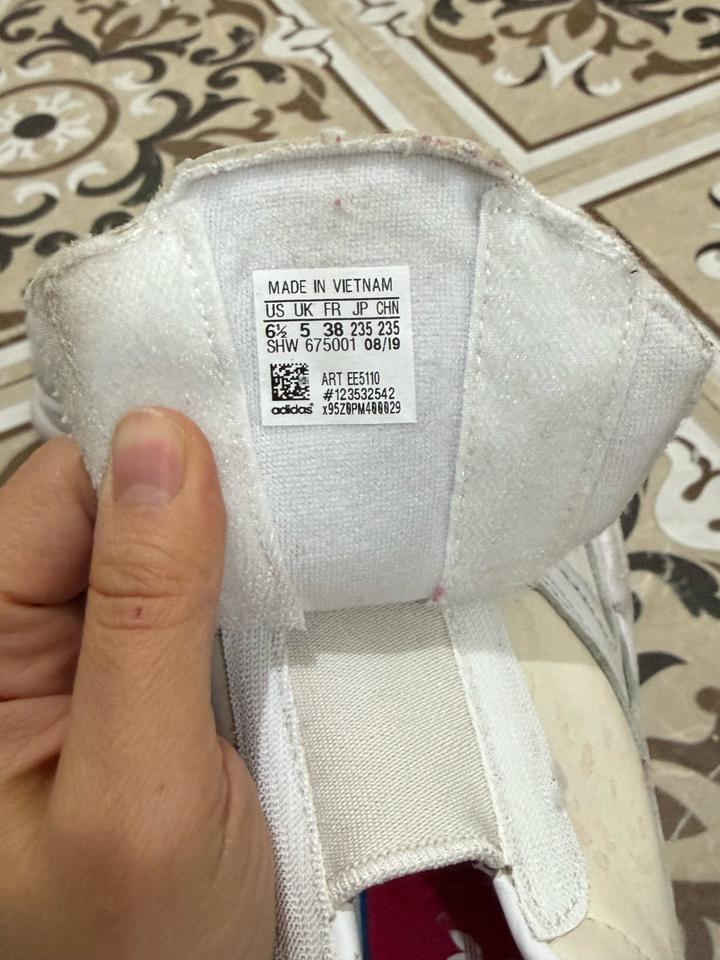 MADE IN VIETNAM
US UK FR JP CHN
6½ 5 38 235 235
SHW 675001 08/19
ART EE5110
#123532542
adidas® x95Z0PM400029